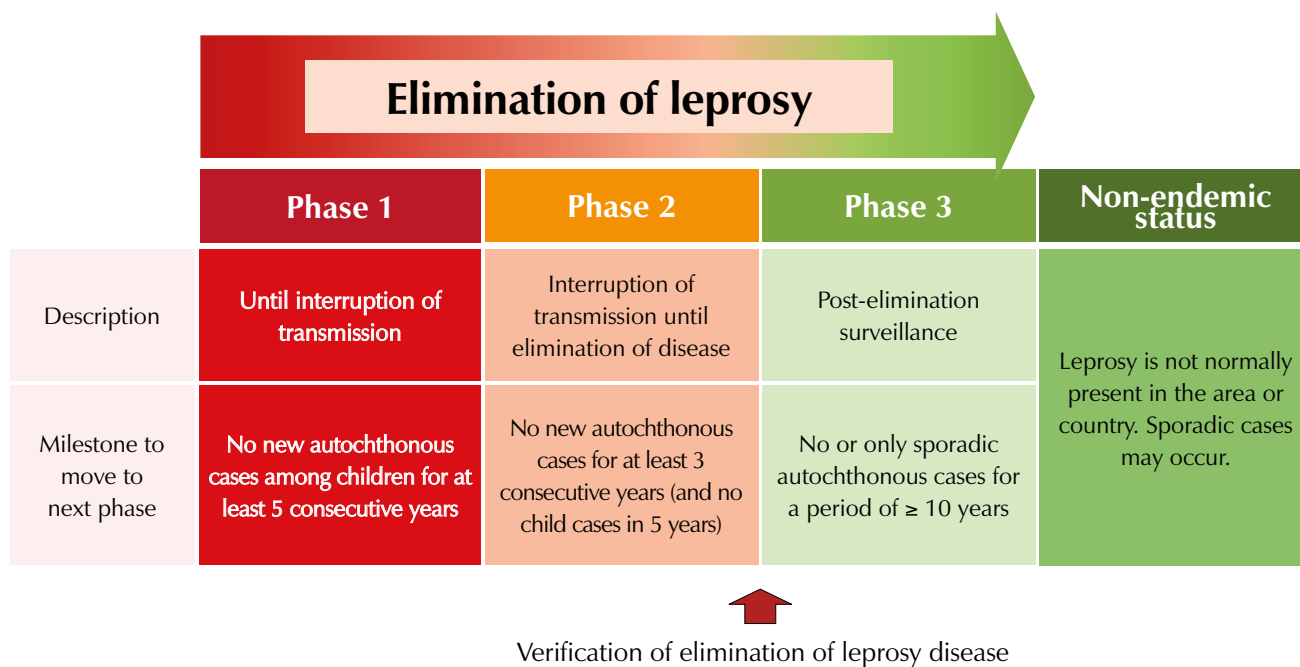 Elimination of leprosy
Phase 1
Phase 2
Phase 3
Non-endemic
status
Description
Until interruption of
transmission
Interruption of
transmission until
elimination of disease
Post-elimination
surveillance
Leprosy is not normally
present in the area or
country. Sporadic cases
may occur.
Milestone to
move to
next phase
No new autochthonous
cases among children for at
least 5 consecutive years
No new autochthonous
cases for at least 3
consecutive years (and no
child cases in 5 years)
No or only sporadic
autochthonous cases for
a period of ≥ 10 years
Verification of elimination of leprosy disease